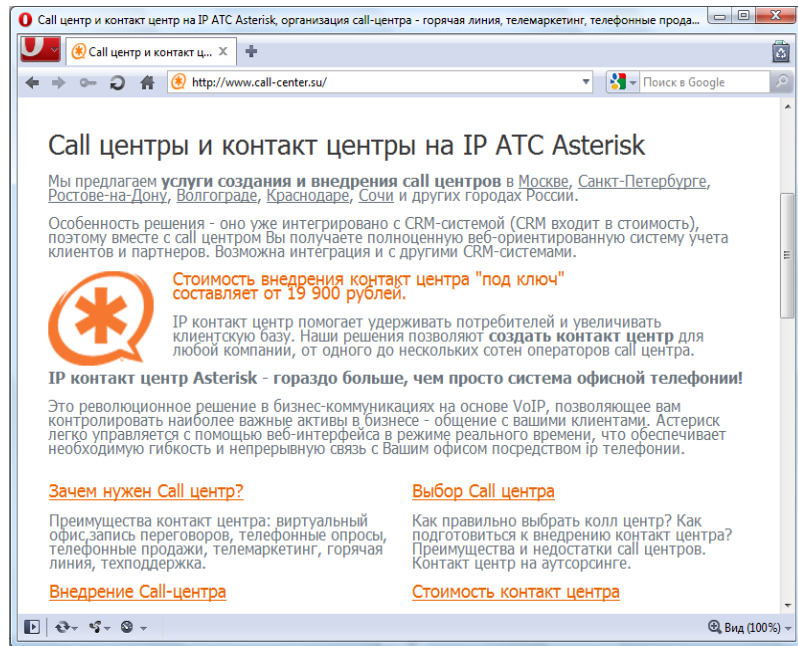 Call центр и контакт центр на IP АТС Asterisk, организация call-центра - горячая линия, телемаркетинг, телефонные прода...
Call центр и контакт ц...
http://www.call-center.su/
Поиск в Google
Call центры и контакт центры на IP АТС Asterisk
Мы предлагаем услуги создания и внедрения call центров в Москве, Санкт-Петербурге,
Ростове-на-Дону, Волгограде, Краснодаре, Сочи и других городах России.
Особенность решения - оно уже интегрировано с CRM-системой (CRM входит в стоимость),
поэтому вместе с call центром Вы получаете полноценную веб-ориентированную систему учета
клиентов и партнеров. Возможна интеграция и с другими CRM-системами.
Стоимость внедрения контакт центра "под ключ"
составляет от 19 900 рублей.
IP контакт центр помогает удерживать потребителей и увеличивать
клиентскую базу. Наши решения позволяют создать контакт центр для
любой компании, от одного до нескольких сотен операторов call центра.
IP контакт центр Asterisk - гораздо больше, чем просто система офисной телефонии!
Это революционное решение в бизнес-коммуникациях на основе VoIP, позволяющее вам
контролировать наиболее важные активы в бизнесе - общение с вашими клиентами. Астериск
легко управляется с помощью веб-интерфейса в режиме реального времени, что обеспечивает
необходимую гибкость и непрерывную связь с Вашим офисом посредством ip телефонии.
Зачем нужен Call центр?
Преимущества контакт центра: виртуальный
офис,запись переговоров, телефонные опросы,
телефонные продажи, телемаркетинг, горячая
линия, техподдержка.
Внедрение Call-центра
Выбор Call центра
Как правильно выбрать колл центр? Как
подготовиться к внедрению контакт центра?
Преимущества и недостатки call центров.
Контакт центр на аутсорсинге.
Стоимость контакт центра
Вид (100%)